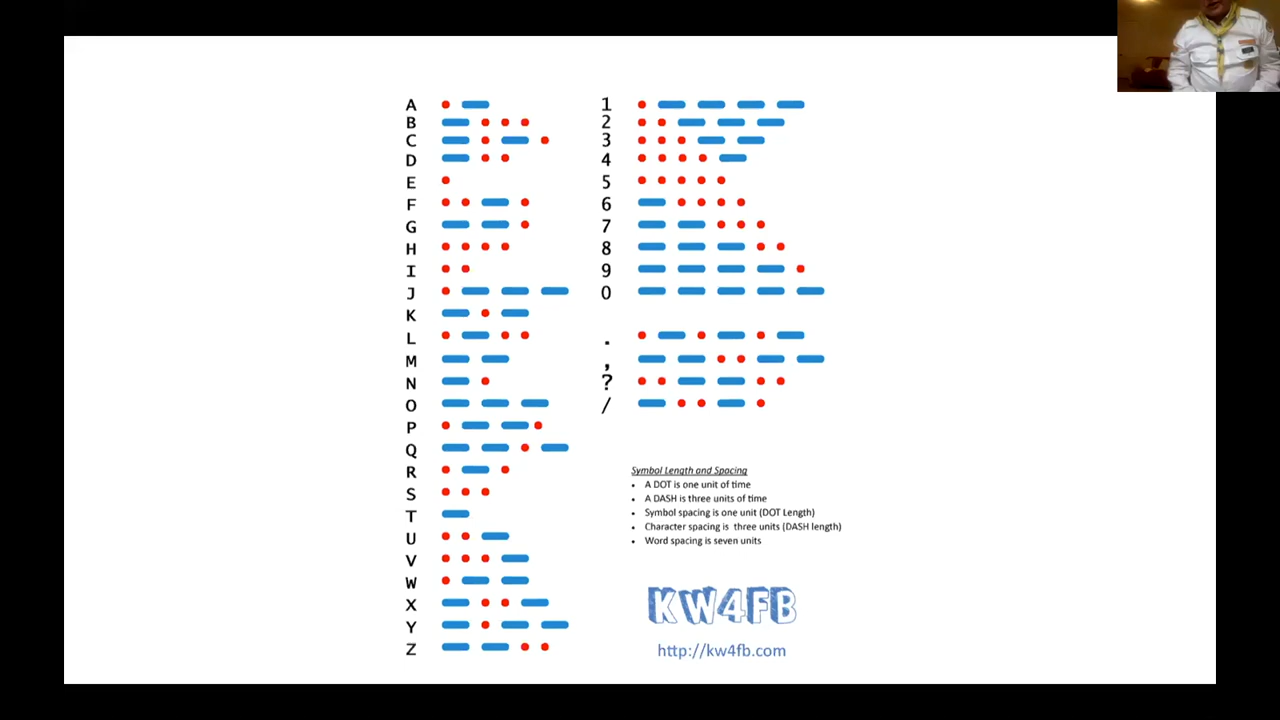 A
B
C
D
E
F
G
H
I
J
K
L
M
N
O
P
Q
R
S
T
U
V
W
X
Y
Z
1
2
3
4
5
6
7
8
9
0
.
,
?
/
Symbol Length and Spacing
• A DOT is one unit of time
• A DASH is three units of time
• Symbol spacing is one unit (DOT Length)
• Character spacing is three units (DASH length)
• Word spacing is seven units
KW4FB
http://kw4fb.com